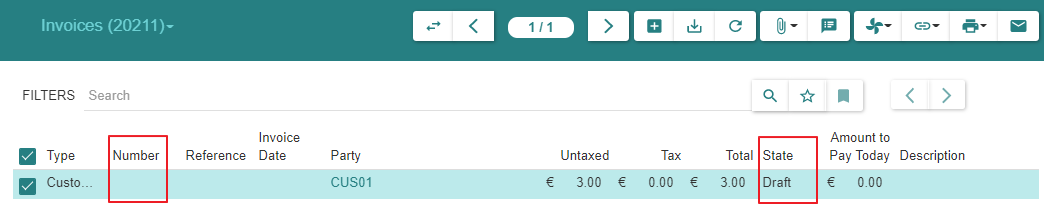 Invoices (20211)
1 / 1
FILTERS Search
Type Number Reference Invoice Date Party Untaxed Tax Total State Amount to Pay Today Description
Custo... CUS01 € 3.00 € 0.00 € 3.00 Draft € 0.00